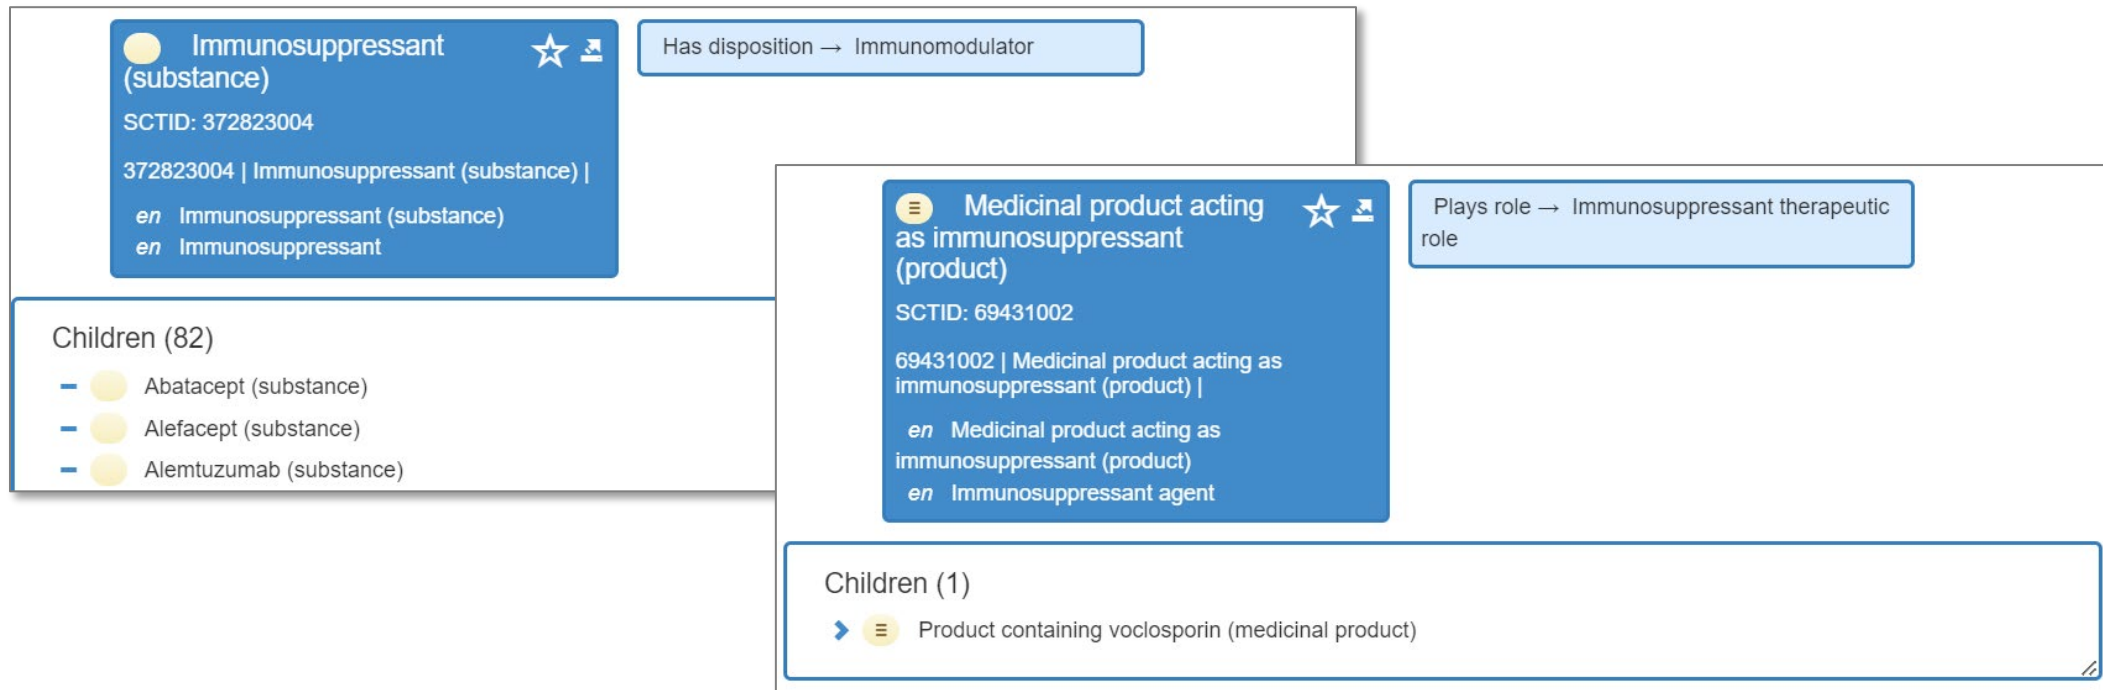 Immunosuppressant
(substance)
SCTID: 372823004
372823004 | Immunosuppressant (substance) |
en Immunosuppressant (substance)
en Immunosuppressant
Has disposition → Immunomodulator
Children (82)
Abatacept (substance)
Alefacept (substance)
Alemtuzumab (substance)
Medicinal product acting
as immunosuppressant
(product)
SCTID: 69431002
69431002 | Medicinal product acting as
immunosuppressant (product) |
en Medicinal product acting as
immunosuppressant (product)
en Immunosuppressant agent
Plays role → Immunosuppressant therapeutic
role
Children (1)
Product containing voclosporin (medicinal product)